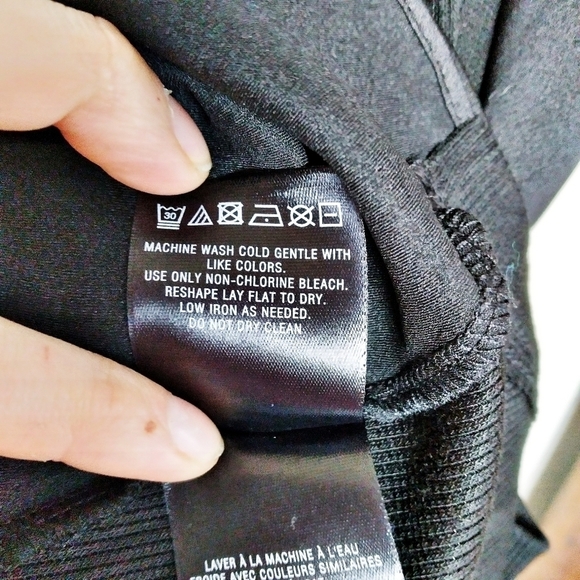 30
MACHINE WASH COLD GENTLE WITH
LIKE COLORS.
USE ONLY NON-CHLORINE BLEACH.
RESHAPE LAY FLAT TO DRY.
LOW IRON AS NEEDED.
DO NOT DRY CLEAN.
LAVER À LA MACHINE À L'EAU
FROIDE AVEC COULEURS SIMILAIRES